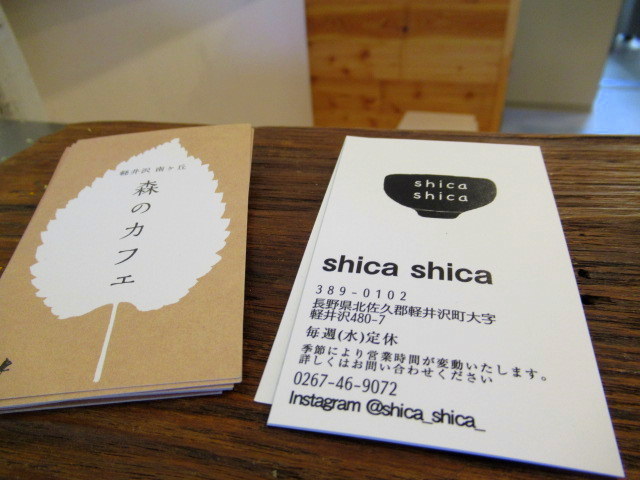 軽井沢 南ヶ丘
森のカフェ
shica
shica
shica shica
389-0102
長野県北佐久郡軽井沢町大字
軽井沢480-7
毎週(水)定休
季節により営業時間が変動いたします。
詳しくはお問い合わせください
0267-46-9072
Instagram @shica_shica_